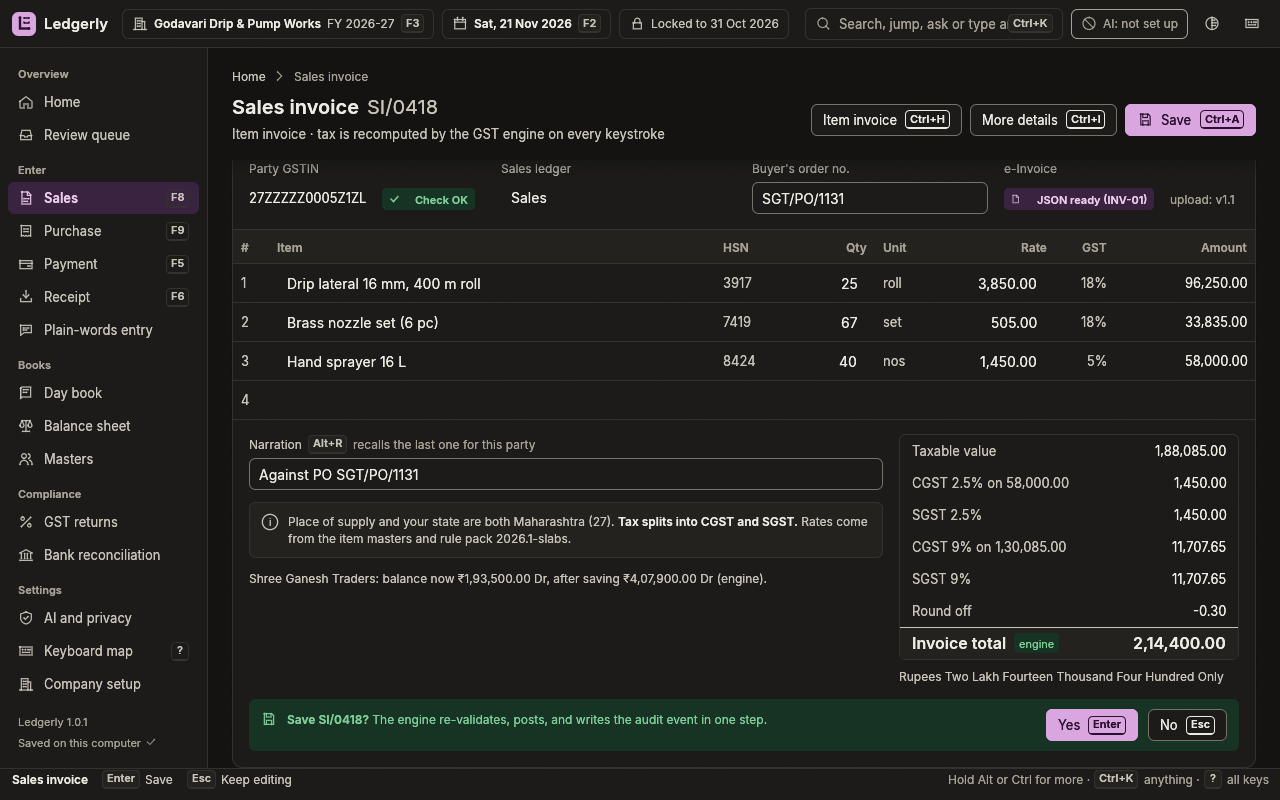 Ledgerly
Godavari Drip & Pump Works FY 2026-27 F3
Sat, 21 Nov 2026 F2
Locked to 31 Oct 2026
Search, jump, ask or type a Ctrl+K
AI: not set up
Overview
Home
Review queue
Enter
Sales F8
Purchase F9
Payment F5
Receipt F6
Plain-words entry
Books
Day book
Balance sheet
Masters
Compliance
GST returns
Bank reconciliation
Settings
AI and privacy
Keyboard map ?
Company setup
Ledgerly 1.0.1
Saved on this computer
Home Sales invoice
Sales invoice SI/0418
Item invoice · tax is recomputed by the GST engine on every keystroke
Item invoice Ctrl+H
More details Ctrl+I
Save Ctrl+A
Party GSTIN Sales ledger Buyer's order no. e-Invoice
27ZZZZZ0005Z1ZL Check OK Sales SGT/PO/1131 JSON ready (INV-01) upload: v1.1
# Item HSN Qty Unit Rate GST Amount
1 Drip lateral 16 mm, 400 m roll 3917 25 roll 3,850.00 18% 96,250.00
2 Brass nozzle set (6 pc) 7419 67 set 505.00 18% 33,835.00
3 Hand sprayer 16 L 8424 40 nos 1,450.00 5% 58,000.00
4
Narration Alt+R recalls the last one for this party
Against PO SGT/PO/1131
Place of supply and your state are both Maharashtra (27). Tax splits into CGST and SGST. Rates come
from the item masters and rule pack 2026.1-slabs.
Shree Ganesh Traders: balance now ₹1,93,500.00 Dr, after saving ₹4,07,900.00 Dr (engine).
Taxable value 1,88,085.00
CGST 2.5% on 58,000.00 1,450.00
SGST 2.5% 1,450.00
CGST 9% on 1,30,085.00 11,707.65
SGST 9% 11,707.65
Round off -0.30
Invoice total engine 2,14,400.00
Rupees Two Lakh Fourteen Thousand Four Hundred Only
Save SI/0418? The engine re-validates, posts, and writes the audit event in one step.
Yes Enter
No Esc
Sales invoice Enter Save Esc Keep editing
Hold Alt or Ctrl for more · Ctrl+K anything · ? all keys